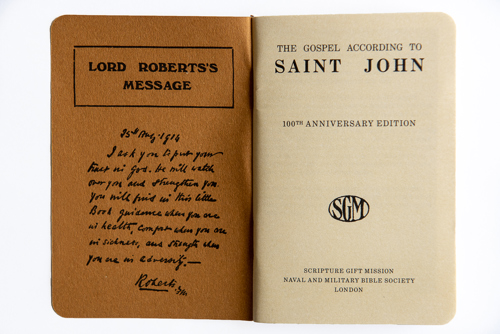 LORD ROBERTS'S
MESSAGE
25th Aug. 1914
I ask you to put your
trust in God. He will watch
over you and strengthen you.
You will find in this little
Book guidance when you are
in health, comfort when you are
in sickness, and strength when
you are in adversity.—
Roberts. F.M.
THE GOSPEL ACCORDING TO
SAINT JOHN
100TH ANNIVERSARY EDITION
SGM
SCRIPTURE GIFT MISSION
NAVAL AND MILITARY BIBLE SOCIETY
LONDON